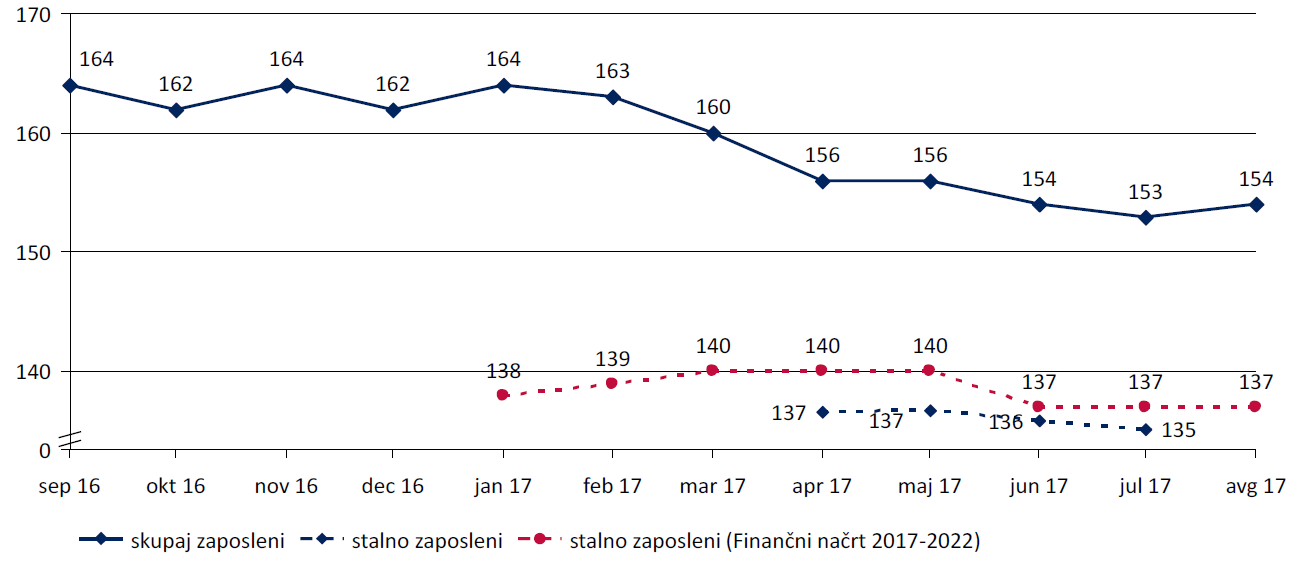 170
164 162 164 162 164 163 160 156 156 154 153 154
160
150
138 139 140 140 140 137 137 137
140
137 137 136 135
0
sep 16 okt 16 nov 16 dec 16 jan 17 feb 17 mar 17 apr 17 maj 17 jun 17 jul 17 avg 17
skupaj zaposleni stalno zaposleni stalno zaposleni (Finančni načrt 2017-2022)